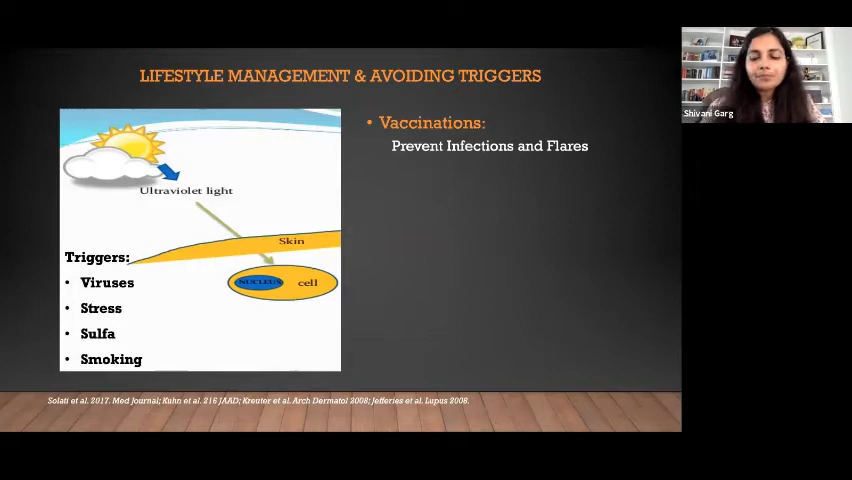 LIFESTYLE MANAGEMENT & AVOIDING TRIGGERS
Ultraviolet light
Skin
NUCLEUS cell
Triggers:
• Viruses
• Stress
• Sulfa
• Smoking
• Vaccinations:
Prevent Infections and Flares
Solati et al. 2017. Med Journal; Kuhn et al. 216 JAAD; Kreuter et al. Arch Dermatol 2008; Jefferies et al. Lupus 2008.
Shivani Garg